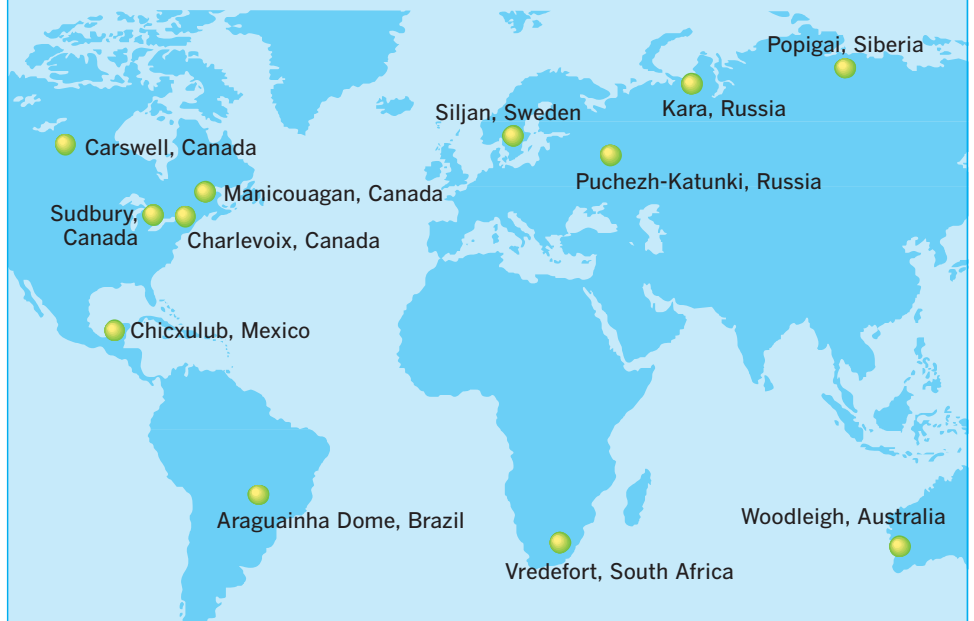 Popigai, Siberia
Kara, Russia
Siljan, Sweden
Carswell, Canada
Puchezh-Katunki, Russia
Manicouagan, Canada
Sudbury,
Canada
Charlevoix, Canada
Chicxulub, Mexico
Araguainha Dome, Brazil
Woodleigh, Australia
Vredefort, South Africa